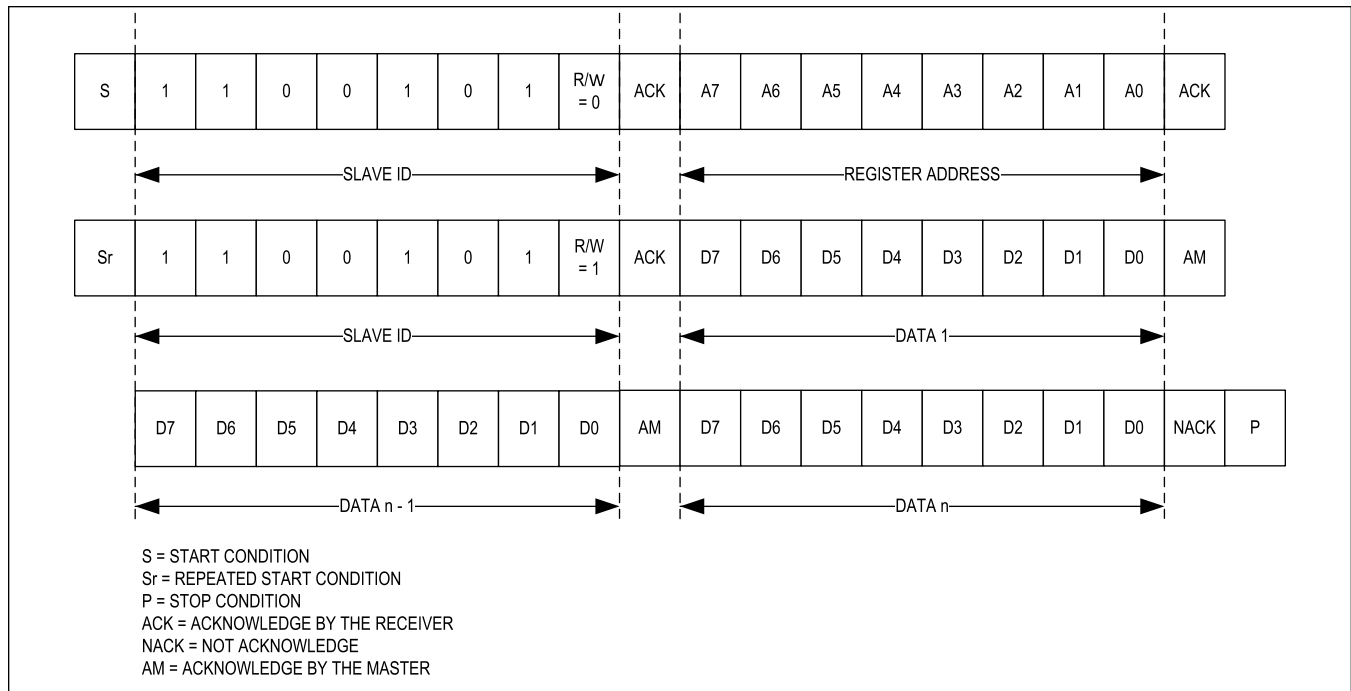 S 1 1 0 0 1 0 1 R/W = 0 ACK A7 A6 A5 A4 A3 A2 A1 A0 ACK
SLAVE ID REGISTER ADDRESS
Sr 1 1 0 0 1 0 1 R/W = 1 ACK D7 D6 D5 D4 D3 D2 D1 D0 AM
SLAVE ID DATA 1
D7 D6 D5 D4 D3 D2 D1 D0 AM D7 D6 D5 D4 D3 D2 D1 D0 NACK P
DATA n - 1 DATA n
S = START CONDITION
Sr = REPEATED START CONDITION
P = STOP CONDITION
ACK = ACKNOWLEDGE BY THE RECEIVER
NACK = NOT ACKNOWLEDGE
AM = ACKNOWLEDGE BY THE MASTER